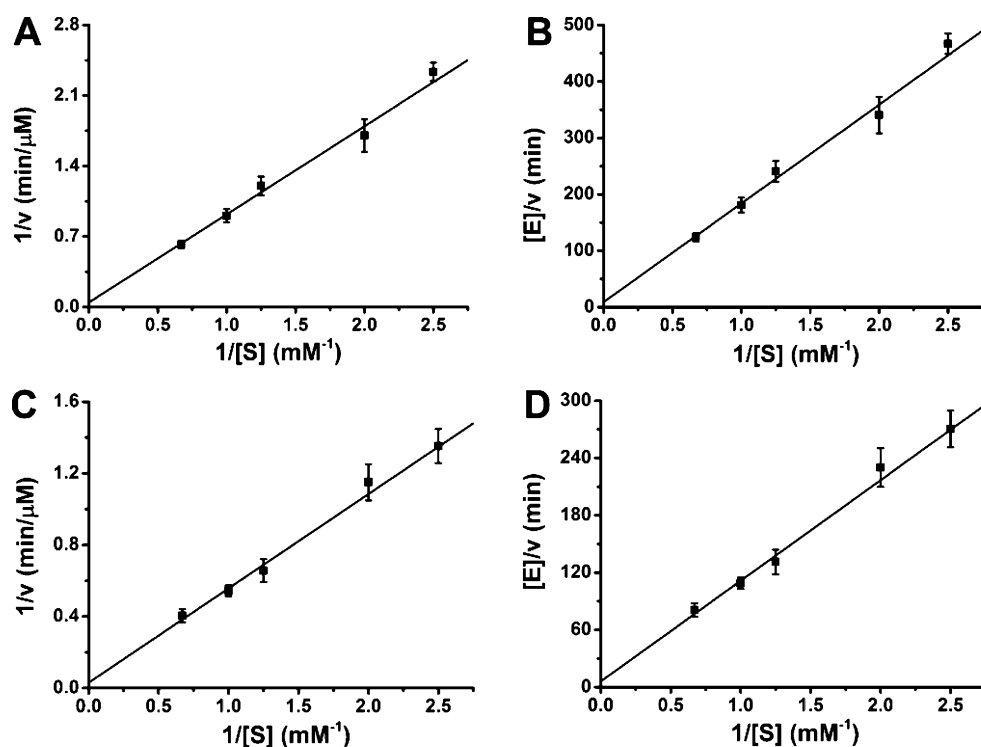 A
2.8
2.1
1.4
0.7
0.0
1/v (min/μM)
0.0 0.5 1.0 1.5 2.0 2.5
1/[S] (mM⁻¹)
B
500
400
300
200
100
0
[E]/v (min)
0.0 0.5 1.0 1.5 2.0 2.5
1/[S] (mM⁻¹)
C
1.6
1.2
0.8
0.4
0.0
1/v (min/μM)
0.0 0.5 1.0 1.5 2.0 2.5
1/[S] (mM⁻¹)
D
300
240
180
120
60
0
[E]/v (min)
0.0 0.5 1.0 1.5 2.0 2.5
1/[S] (mM⁻¹)